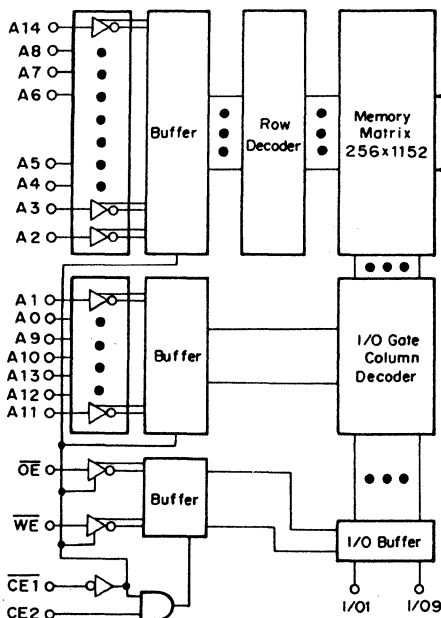 A14
A8
A7
A6
A5
A4
A3
A2
Buffer
Row
Decoder
Memory
Matrix
256x1152
A1
A0
A9
A10
A13
A12
A11
Buffer
I/O Gate
Column
Decoder
OE
WE
Buffer
I/O Buffer
CE1
CE2
I/O1
I/O9